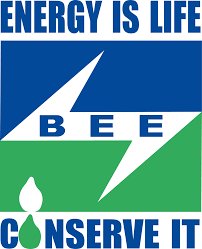 ENERGY IS LIFE
BEE
CONSERVE IT